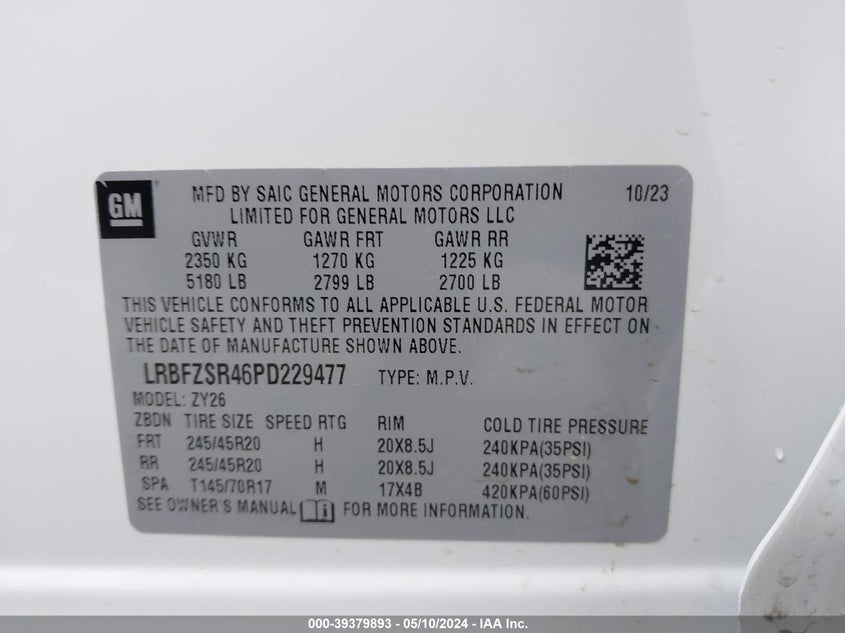 GM
MFD BY SAIC GENERAL MOTORS CORPORATION 10/23
LIMITED FOR GENERAL MOTORS LLC
GVWR GAWR FRT GAWR RR
2350 KG 1270 KG 1225 KG
5180 LB 2799 LB 2700 LB
THIS VEHICLE CONFORMS TO ALL APPLICABLE U.S. FEDERAL MOTOR
VEHICLE SAFETY AND THEFT PREVENTION STANDARDS IN EFFECT ON
THE DATE OF MANUFACTURE SHOWN ABOVE.
LRBFZSR46PD229477 TYPE: M.P.V.
MODEL: ZY26
ZBDN TIRE SIZE SPEED RTG RIM COLD TIRE PRESSURE
FRT 245/45R20 H 20X8.5J 240KPA(35PSI)
RR 245/45R20 H 20X8.5J 240KPA(35PSI)
SPA T145/70R17 M 17X4B 420KPA(60PSI)
SEE OWNER'S MANUAL FOR MORE INFORMATION.
000-39379893 - 05/10/2024 - IAA Inc.